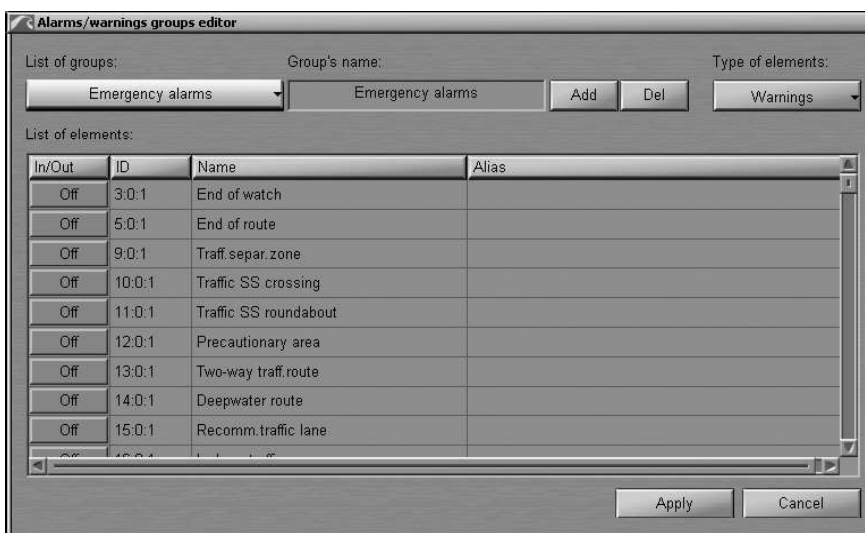 Alarms/warnings groups editor
List of groups: Group's name: Type of elements:
Emergency alarms Emergency alarms Add Del Warnings
List of elements:
In/Out ID Name Alias
Off 3:0:1 End of watch
Off 5:0:1 End of route
Off 9:0:1 Traff.separ.zone
Off 10:0:1 Traffic SS crossing
Off 11:0:1 Traffic SS roundabout
Off 12:0:1 Precautionary area
Off 13:0:1 Two-way traff.route
Off 14:0:1 Deepwater route
Off 15:0:1 Recomm.traffic lane
Apply Cancel